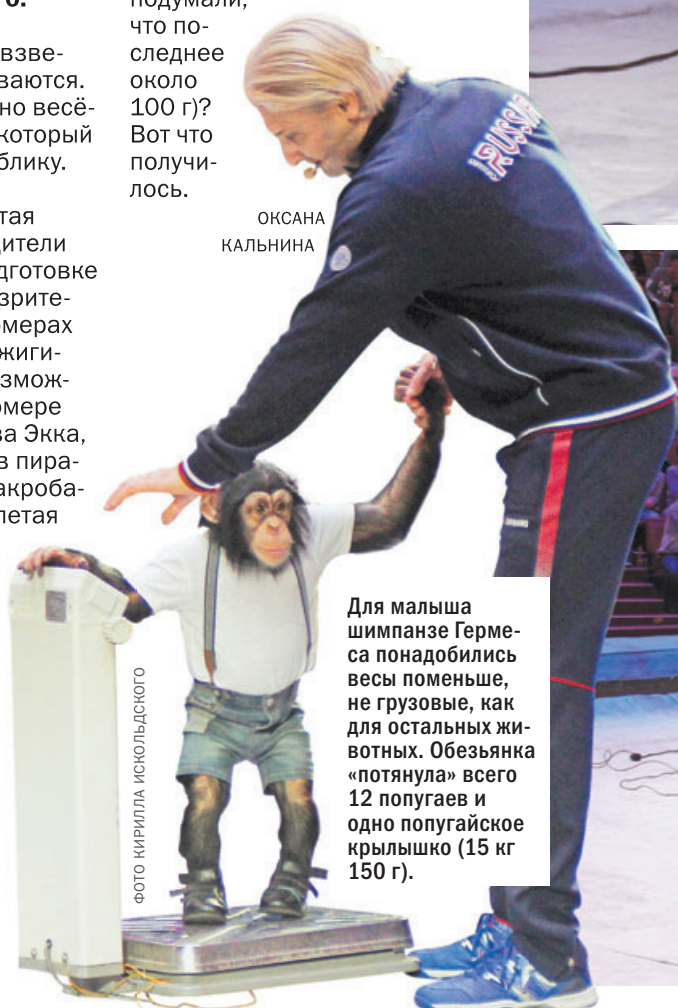 взве-
ваются.
но весё-
который
блику.
тая
дители
дготовке
зрите-
мерах
жиги-
змож-
мере
ва Экка,
в пира-
акроба-
летая
подумали,
что по-
следнее
около
100 г)?
Вот что
получи-
лось.
ОКСАНА
КАЛЬНИНА
RUSSIA
ФОТО КИРИЛЛА ИСКОЛЬДСКОГО
Для малыша
шимпанзе Герме-
са понадобились
весы поменьше,
не грузовые, как
для остальных жи-
вотных. Обезьянка
«потянула» всего
12 попугаев и
одно попугайское
крылышко (15 кг
150 г).